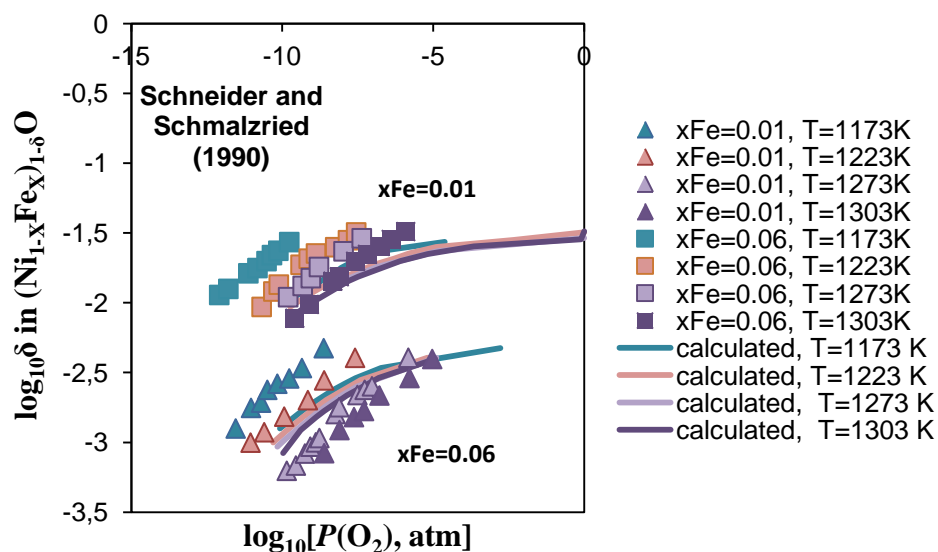 0
-15
-10
-5
0
-0,5
-1
-1,5
-2
-2,5
-3
-3,5
Schneider and
Schmalzried
(1990)
xFe=0.01
xFe=0.06
log₁₀δ in (Ni₁₋ₓFeₓ)₁₋δO
log₁₀[P(O₂), atm]
xFe=0.01, T=1173K
xFe=0.01, T=1223K
xFe=0.01, T=1273K
xFe=0.01, T=1303K
xFe=0.06, T=1173K
xFe=0.06, T=1223K
xFe=0.06, T=1273K
xFe=0.06, T=1303K
calculated, T=1173 K
calculated, T=1223 K
calculated,  T=1273 K
calculated,  T=1303 K